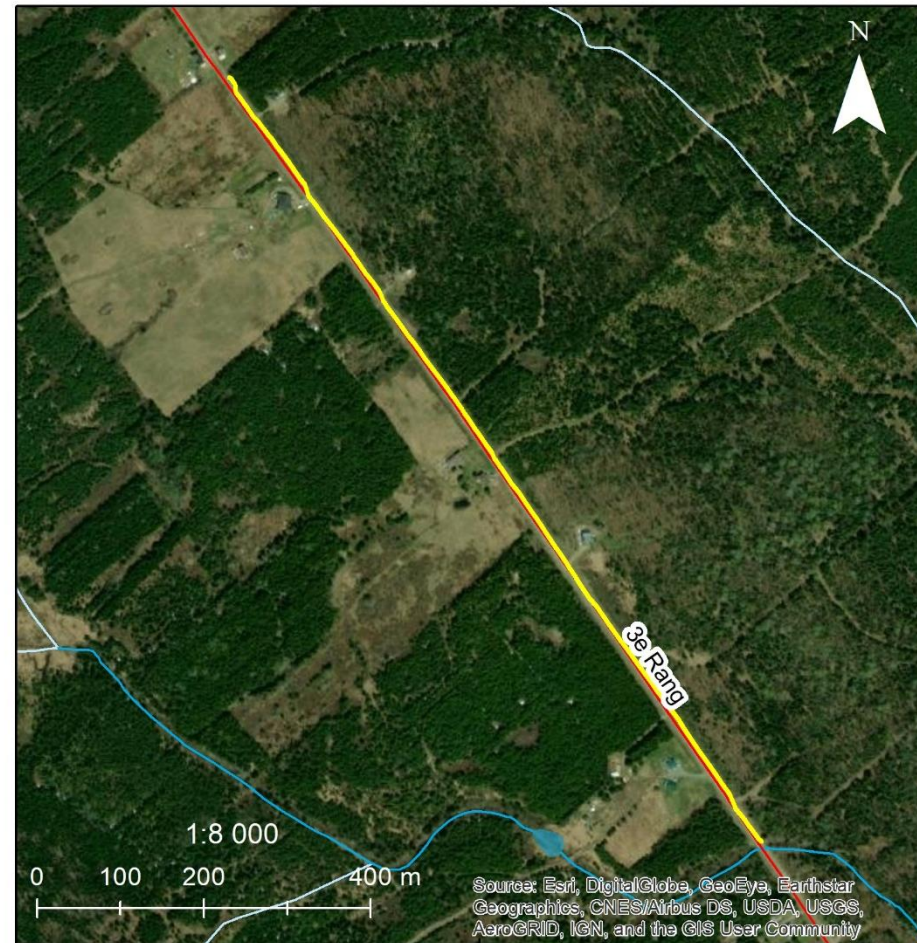 N
3e Rang
1:8 000
0 100 200 400 m
Source: Esri, DigitalGlobe, GeoEye, Earthstar
Geographics, CNES/Airbus DS, USDA, USGS,
AeroGRID, IGN, and the GIS User Community